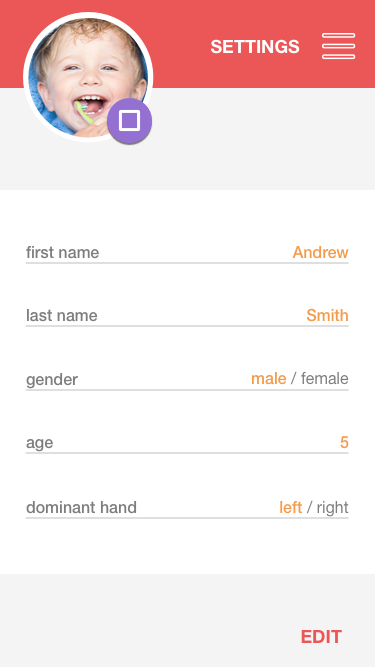 SETTINGS
first name Andrew
last name Smith
gender male / female
age 5
dominant hand left / right
EDIT